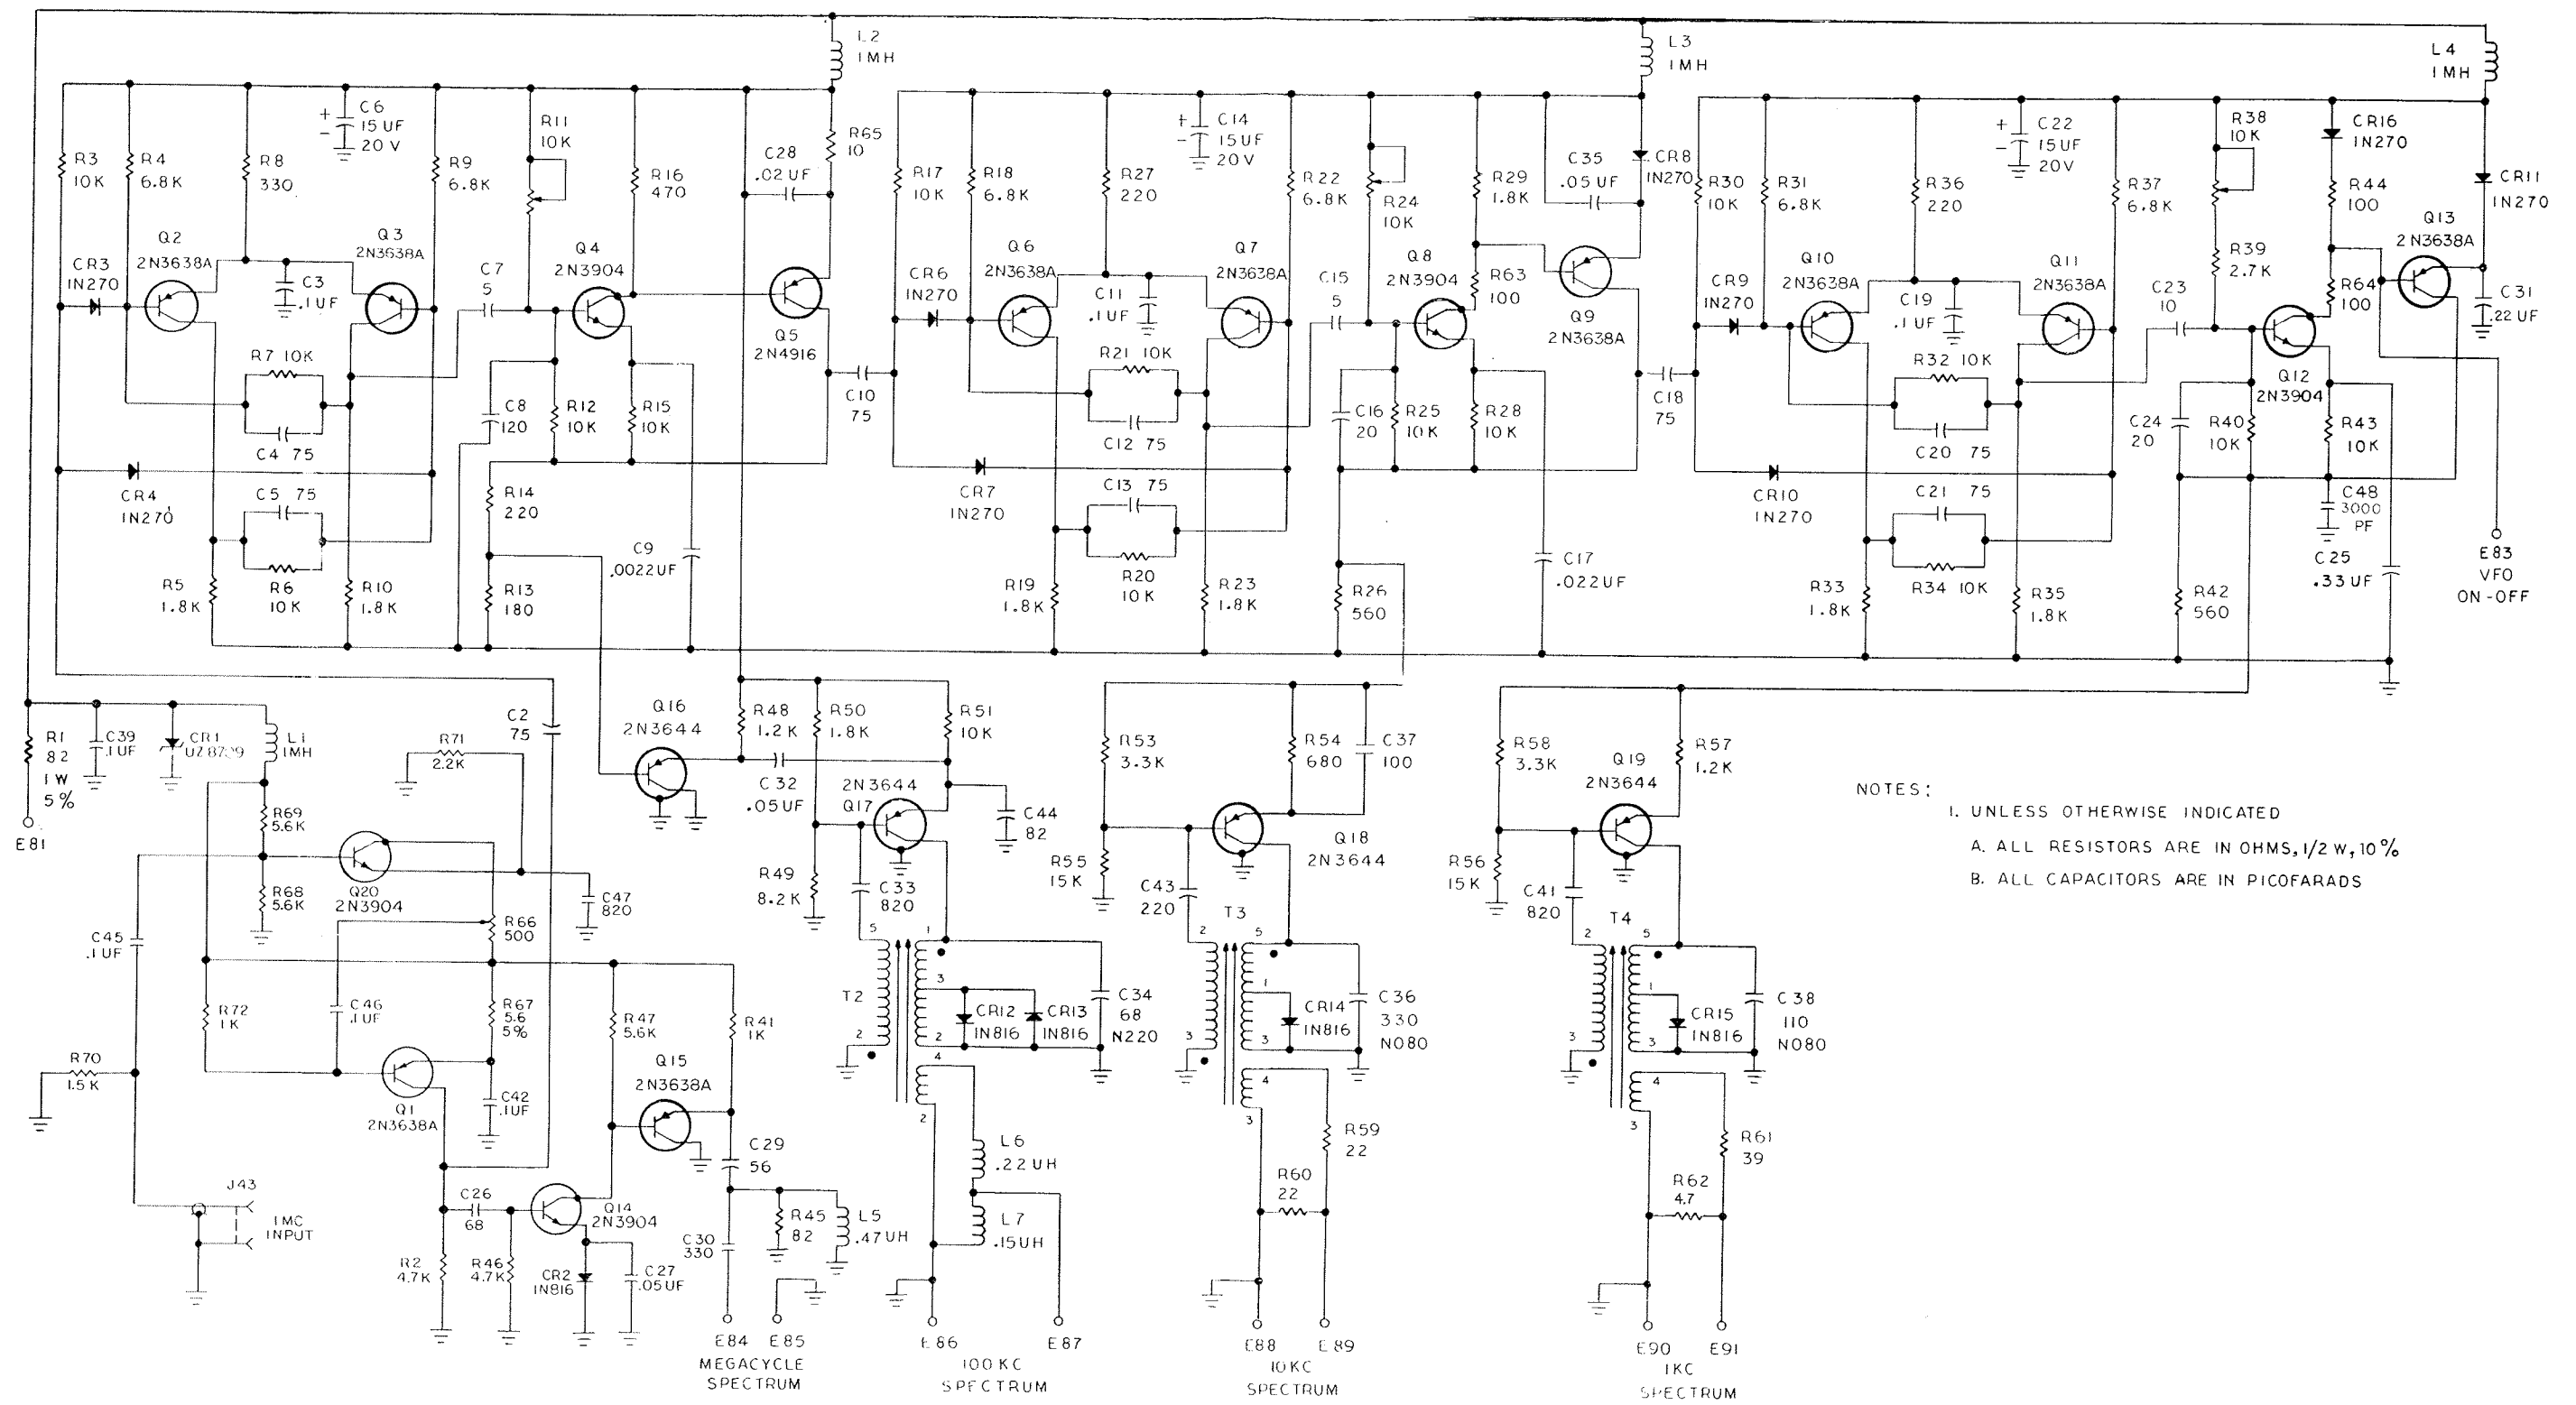 L2
1MH
L3
1MH
L4
1MH
R3
10K
R4
6.8K
R8
330
+
-
C6
15UF
20V
R9
6.8K
R11
10K
R16
470
C28
.02UF
R65
10
R17
10K
R18
6.8K
R27
220
+
-
C14
15UF
20V
R22
6.8K
R24
10K
R29
1.8K
C35
.05UF
CR8
1N270
R30
10K
R31
6.8K
R36
220
+
-
C22
15UF
20V
R37
6.8K
R38
10K
CR16
1N270
R44
100
CR11
1N270
Q2
2N3638A
Q3
2N3638A
CR3
1N270
C3
.1UF
C7
5
Q4
2N3904
Q5
2N4916
CR6
1N270
Q6
2N3638A
C11
.1UF
Q7
2N3638A
C15
5
Q8
2N3904
R63
100
Q9
2N3638A
CR9
1N270
Q10
2N3638A
C19
.1UF
Q11
2N3638A
C23
10
R39
2.7K
R64
100
Q13
2N3638A
C31
.22UF
Q12
2N3904
R7 10K
C4 75
C8
120
R12
10K
R15
10K
C10
75
R21 10K
C12 75
C16
20
R25
10K
R28
10K
C18
75
R32 10K
C20 75
C24
20
R40
10K
R43
10K
CR4
1N270
C5 75
R6
10K
R14
220
CR7
1N270
C13 75
R20
10K
CR10
1N270
C21 75
R34 10K
C48
3000
PF
C25
.33UF
E83
VFO
ON-OFF
R5
1.8K
R10
1.8K
R13
180
C9
.0022UF
R19
1.8K
R23
1.8K
R26
560
C17
.022UF
R33
1.8K
R35
1.8K
R42
560
R1
82
1W
5%
E81
C39
.1UF
CR1
L1
1MH
R71
2.2K
C2
75
Q16
2N3644
R48
1.2K
R50
1.8K
R51
10K
C32
.05UF
2N3644
Q17
C44
82
R53
3.3K
R54
680
C37
100
Q18
2N3644
R58
3.3K
Q19
2N3644
R57
1.2K
NOTES:
1. UNLESS OTHERWISE INDICATED
A. ALL RESISTORS ARE IN OHMS, 1/2 W, 10%
B. ALL CAPACITORS ARE IN PICOFARADS
R69
5.6K
R68
5.6K
Q20
2N3904
C47
820
R66
500
C45
.1UF
R49
8.2K
C33
820
R55
15K
C43
220
T3
R56
15K
C41
820
T4
R72
1K
C46
.1UF
R67
5.6
5%
R47
5.6K
R41
1K
T2
5
2
1
3
2
4
2
CR12
1N816
CR13
1N816
C34
68
N220
2
3
5
1
3
4
3
CR14
1N816
C36
330
N080
2
3
5
1
3
4
3
CR15
1N816
C38
110
N080
R70
1.5K
Q1
2N3638A
C42
.1UF
Q15
2N3638A
C29
56
L6
.22UH
L7
.15UH
R59
22
R60
22
R61
39
R62
4.7
J43
1MC
INPUT
C26
68
Q14
2N3904
R2
4.7K
R46
4.7K
CR2
1N816
C27
.05UF
C30
330
R45
82
L5
.47UH
E84
E85
MEGACYCLE
SPECTRUM
E86
E87
100KC
SPECTRUM
E88
E89
10KC
SPECTRUM
E90
E91
1KC
SPECTRUM